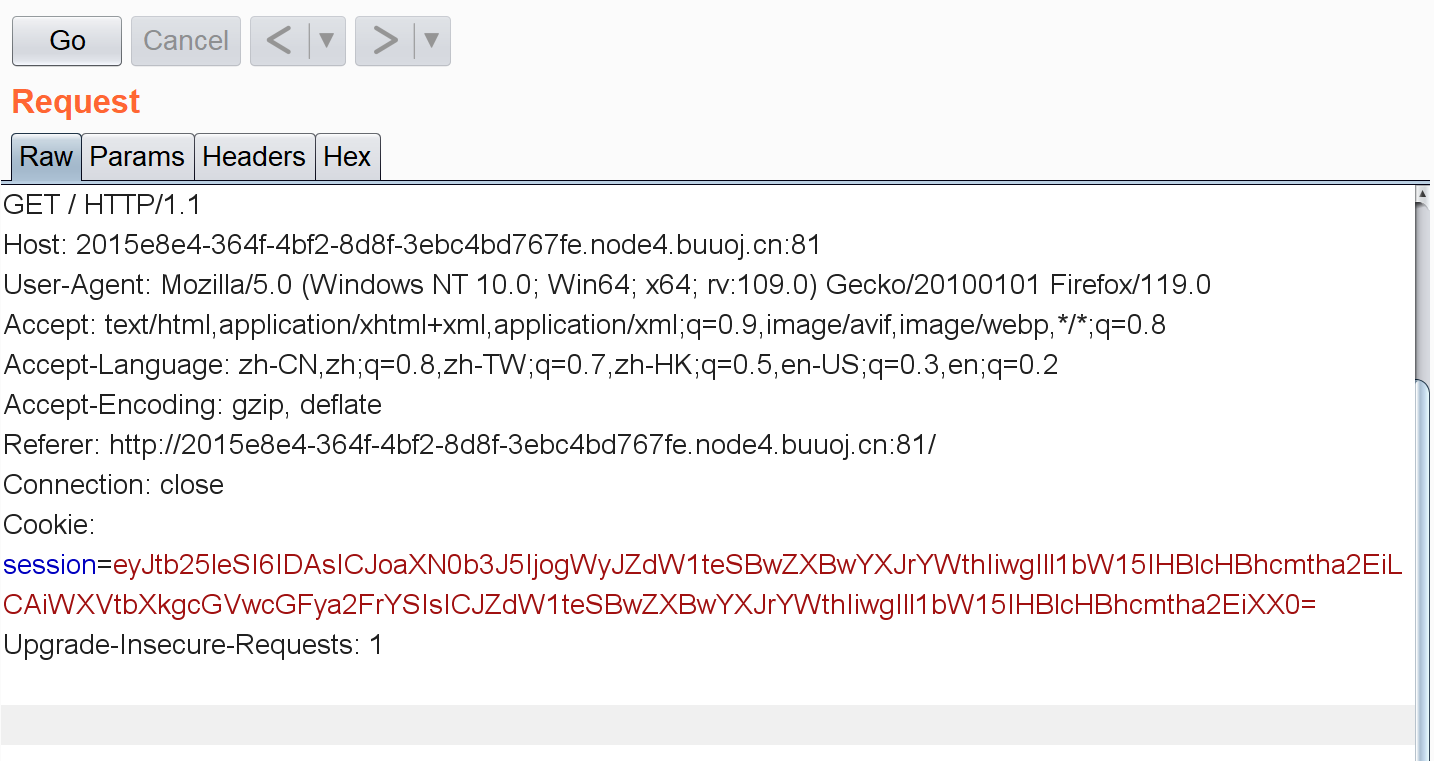 Go
Cancel
<
▼
>
▼
Request
Raw
Params
Headers
Hex
GET / HTTP/1.1
Host: 2015e8e4-364f-4bf2-8d8f-3ebc4bd767fe.node4.buuoj.cn:81
User-Agent: Mozilla/5.0 (Windows NT 10.0; Win64; x64; rv:109.0) Gecko/20100101 Firefox/119.0
Accept: text/html,application/xhtml+xml,application/xml;q=0.9,image/avif,image/webp,*/*;q=0.8
Accept-Language: zh-CN,zh;q=0.8,zh-TW;q=0.7,zh-HK;q=0.5,en-US;q=0.3,en;q=0.2
Accept-Encoding: gzip, deflate
Referer: http://2015e8e4-364f-4bf2-8d8f-3ebc4bd767fe.node4.buuoj.cn:81/
Connection: close
Cookie:
session=eyJtb25leSI6IDAsICJoaXN0b3J5IjogWyJZdW1teSBwZXBwYXJrYWthIiwgIll1bW15IHBlcHBhcmtha2EiL
CAiWXVtbXkgcGVwcGFya2FrYSIsICJZdW1teSBwZXBwYXJrYWthIiwgIll1bW15IHBlcHBhcmtha2EiXX0=
Upgrade-Insecure-Requests: 1